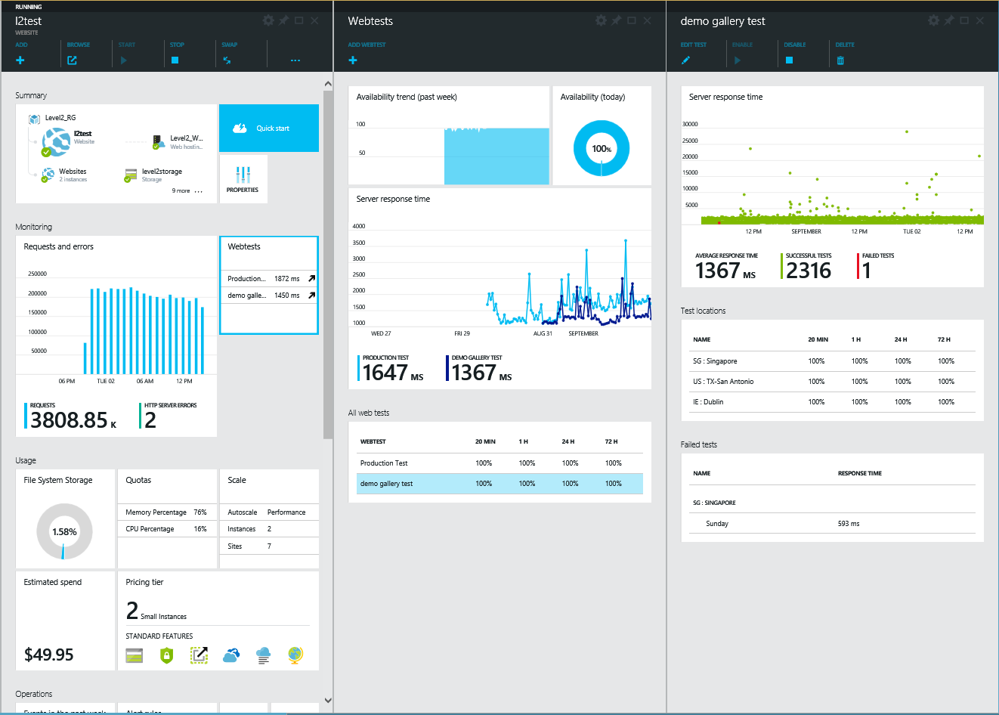 RUNNING
l2test
WEBSITE
ADD
BROWSE
START
STOP
SWAP
...
Summary
Level2_RG
l2test
Website
Level2_W...
Web hostin...
Websites
2 instances
level2storage
Storage
9 more ...
Quick start
PROPERTIES
Monitoring
Requests and errors
250000
200000
150000
100000
50000
06 PM TUE 02 06 AM 12 PM
REQUESTS
3808.85 K
HTTP SERVER ERRORS
2
Webtests
Production... 1872 ms
demo galle... 1450 ms
Usage
File System Storage
1.58%
Quotas
Memory Percentage 76%
CPU Percentage 16%
Scale
Autoscale Performance
Instances 2
Sites 7
Estimated spend
$49.95
Pricing tier
2 Small Instances
STANDARD FEATURES
Operations
Events in the past week
Alert rules
Webtests
ADD WEBTEST
Availability trend (past week)
100
50
Availability (today)
100%
Server response time
4000
3500
3000
2500
2000
1500
1000
WED 27 FRI 29 AUG 31 SEPTEMBER
PRODUCTION TEST
1647 MS
DEMO GALLERY TEST
1367 MS
All web tests
WEBTEST 20 MIN 1 H 24 H 72 H
Production Test 100% 100% 100% 100%
demo gallery test 100% 100% 100% 100%
demo gallery test
EDIT TEST
ENABLE
DISABLE
DELETE
Server response time
30000
25000
20000
15000
10000
5000
12 PM SEPTEMBER 12 PM TUE 02 12 PM
AVERAGE RESPONSE TIME
1367 MS
SUCCESSFUL TESTS
2316
FAILED TESTS
1
Test locations
NAME 20 MIN 1 H 24 H 72 H
SG : Singapore 100% 100% 100% 100%
US : TX-San Antonio 100% 100% 100% 100%
IE : Dublin 100% 100% 100% 100%
Failed tests
NAME RESPONSE TIME
SG : SINGAPORE
Sunday 593 ms